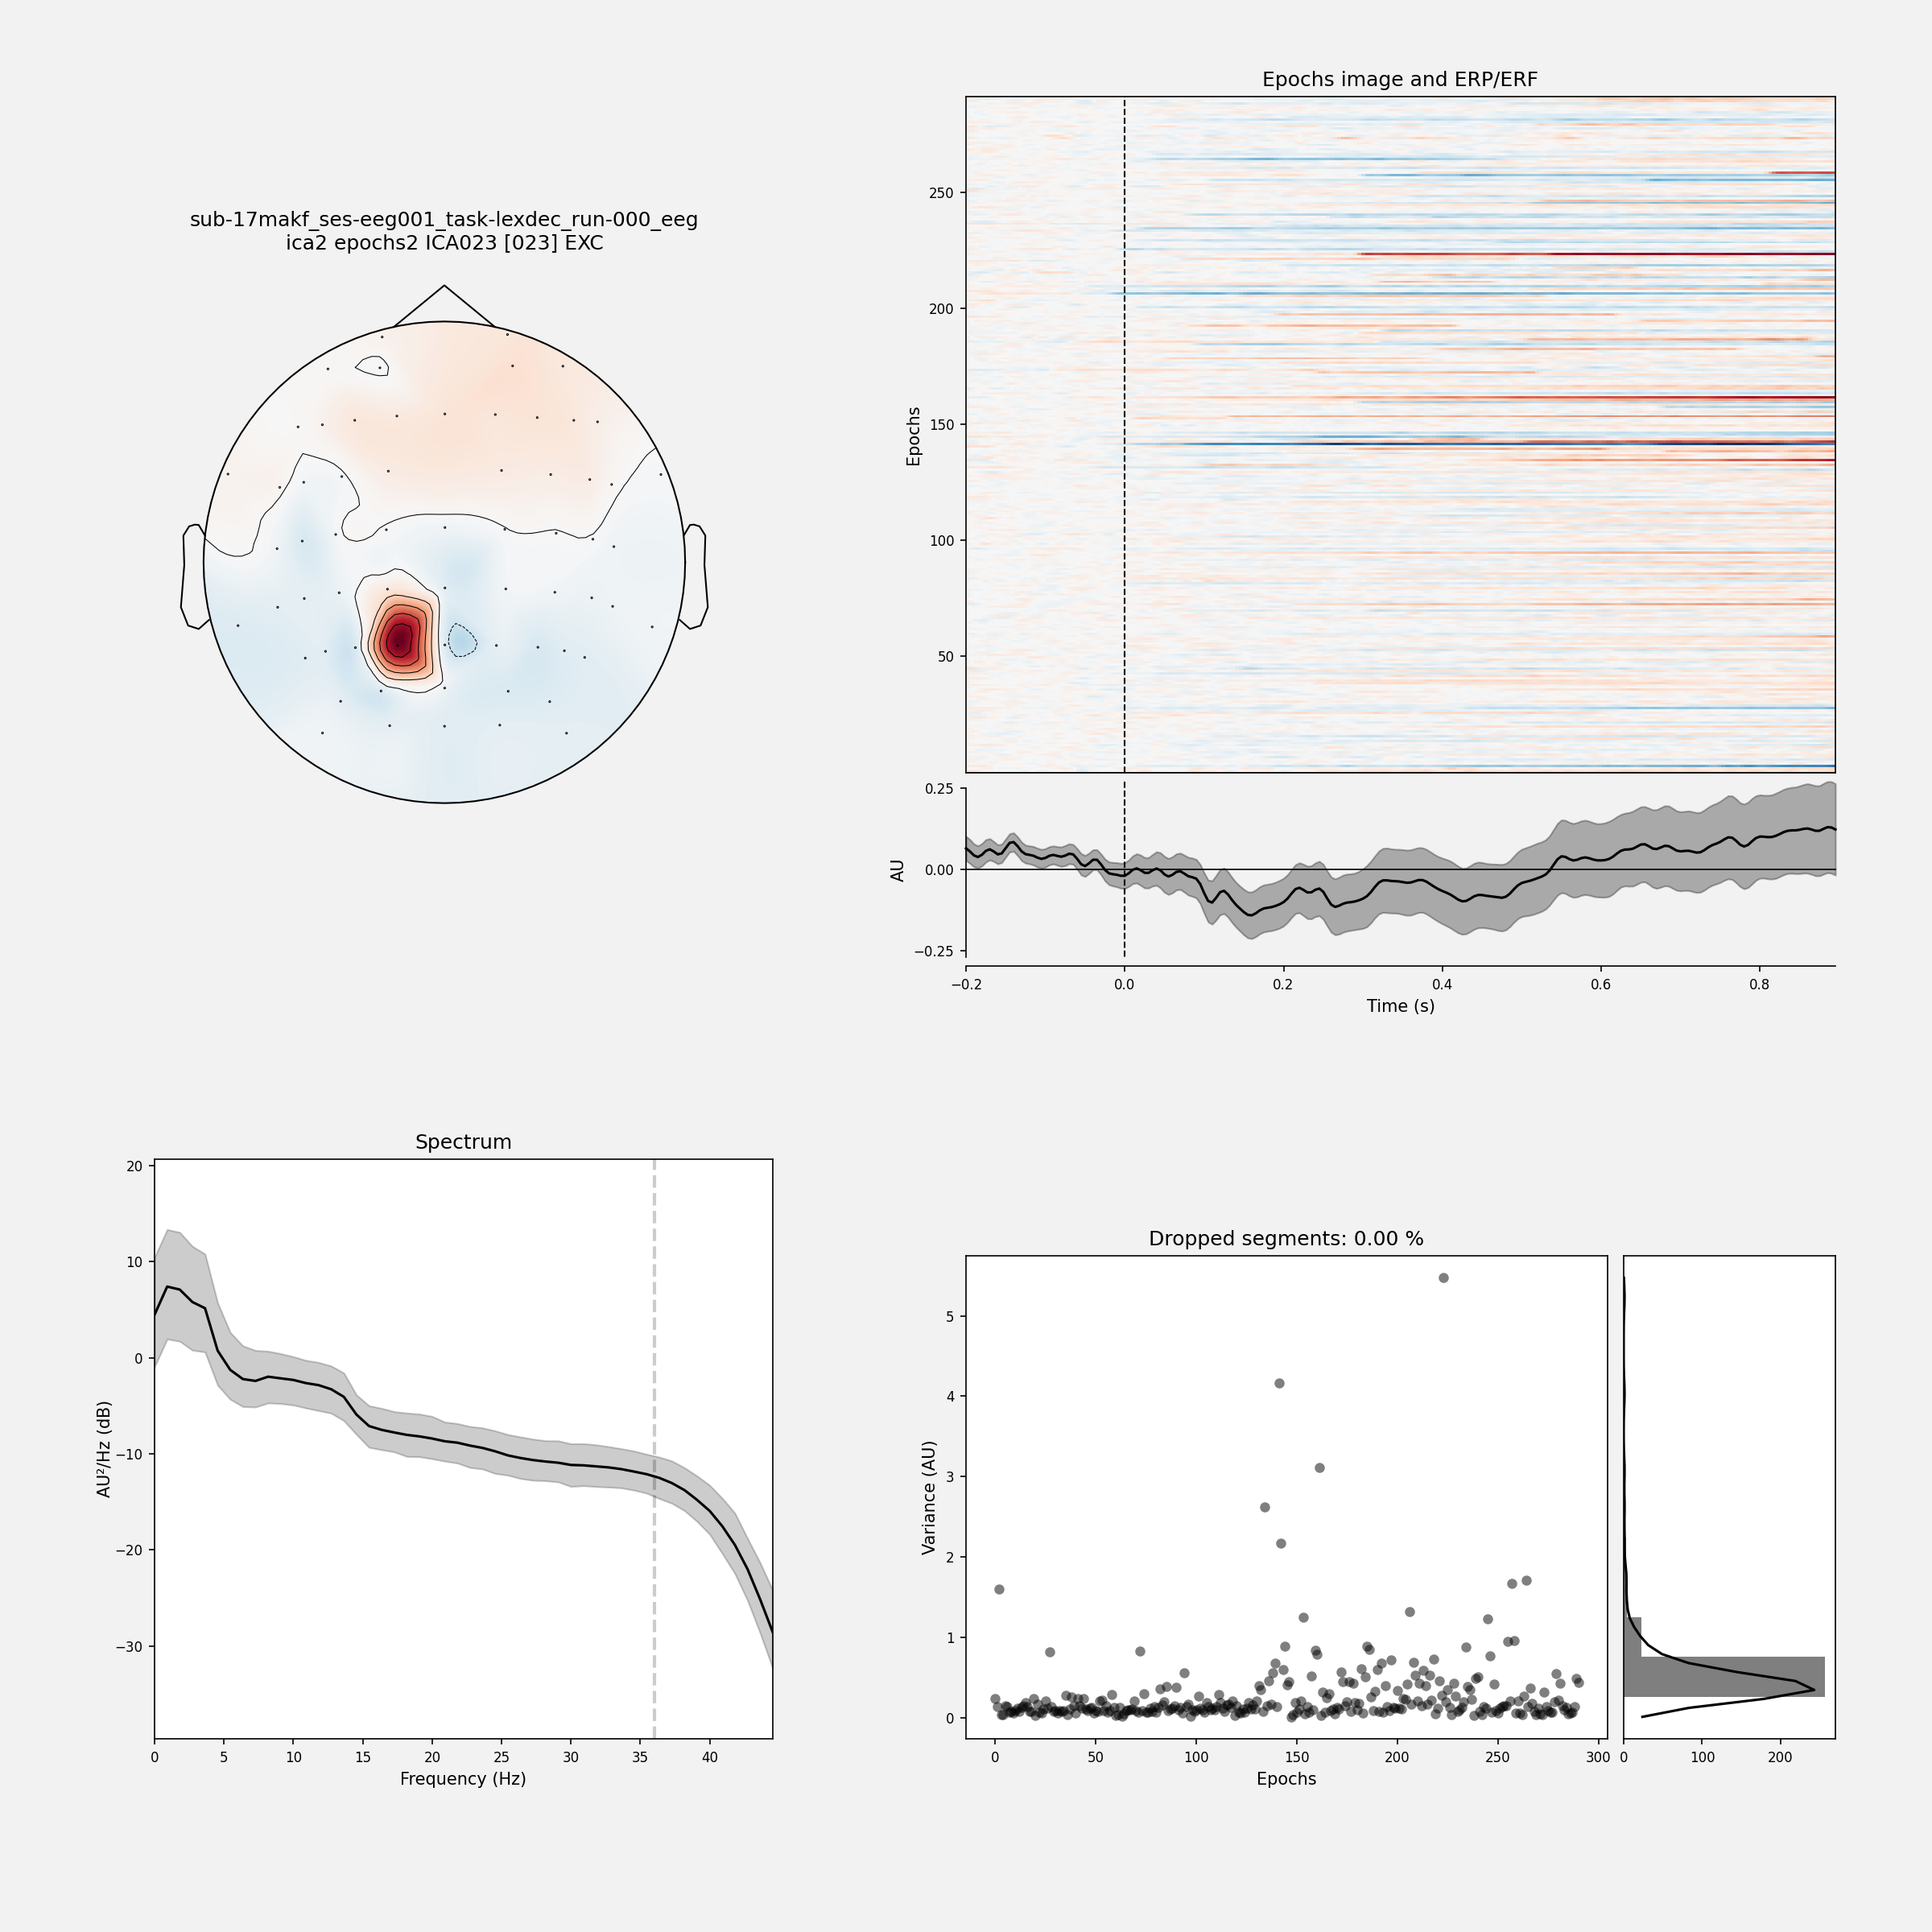 sub-17makf_ses-eeg001_task-lexdec_run-000_eeg
ica2 epochs2 ICA023 [023] EXC
Epochs image and ERP/ERF
Epochs
250
200
150
100
50
AU
0.25
0.00
−0.25
−0.2 0.0 0.2 0.4 0.6 0.8
Time (s)
Spectrum
AU²/Hz (dB)
20
10
0
−10
−20
−30
0 5 10 15 20 25 30 35 40
Frequency (Hz)
Dropped segments: 0.00 %
Variance (AU)
5
4
3
2
1
0
0 50 100 150 200 250 300
Epochs
0 100 200